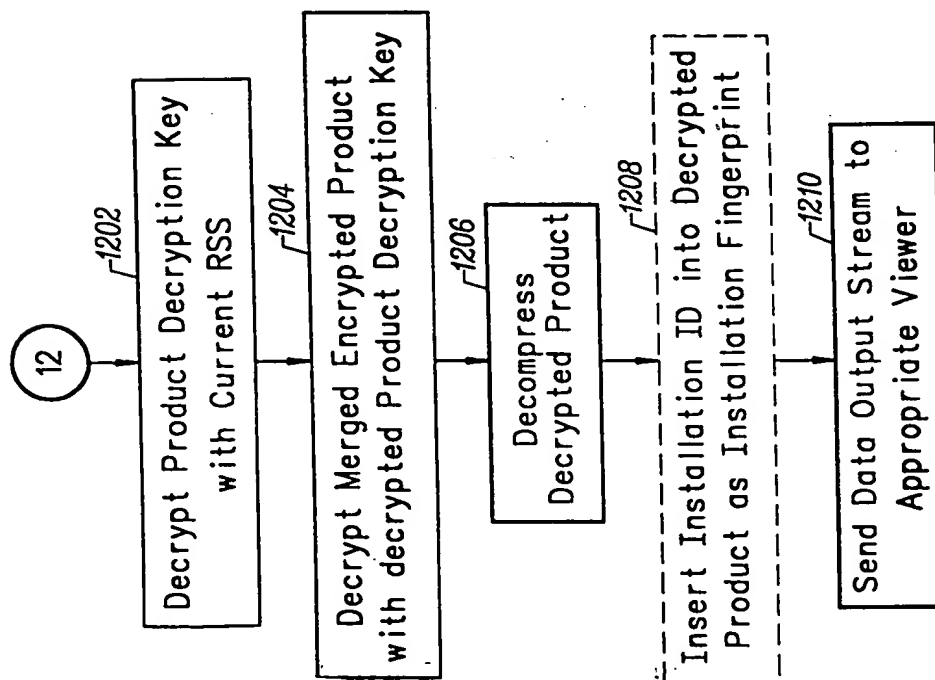 12
1202
Decrypt Product Decryption Key
with Current RSS
1204
Decrypt Merged Encrypted Product
with decrypted Product Decryption Key
1206
Decompress
Decrypted Product
1208
Insert Installation ID into Decrypted
Product as Installation Fingerprint
1210
Send Data Output Stream to
Appropriate Viewer